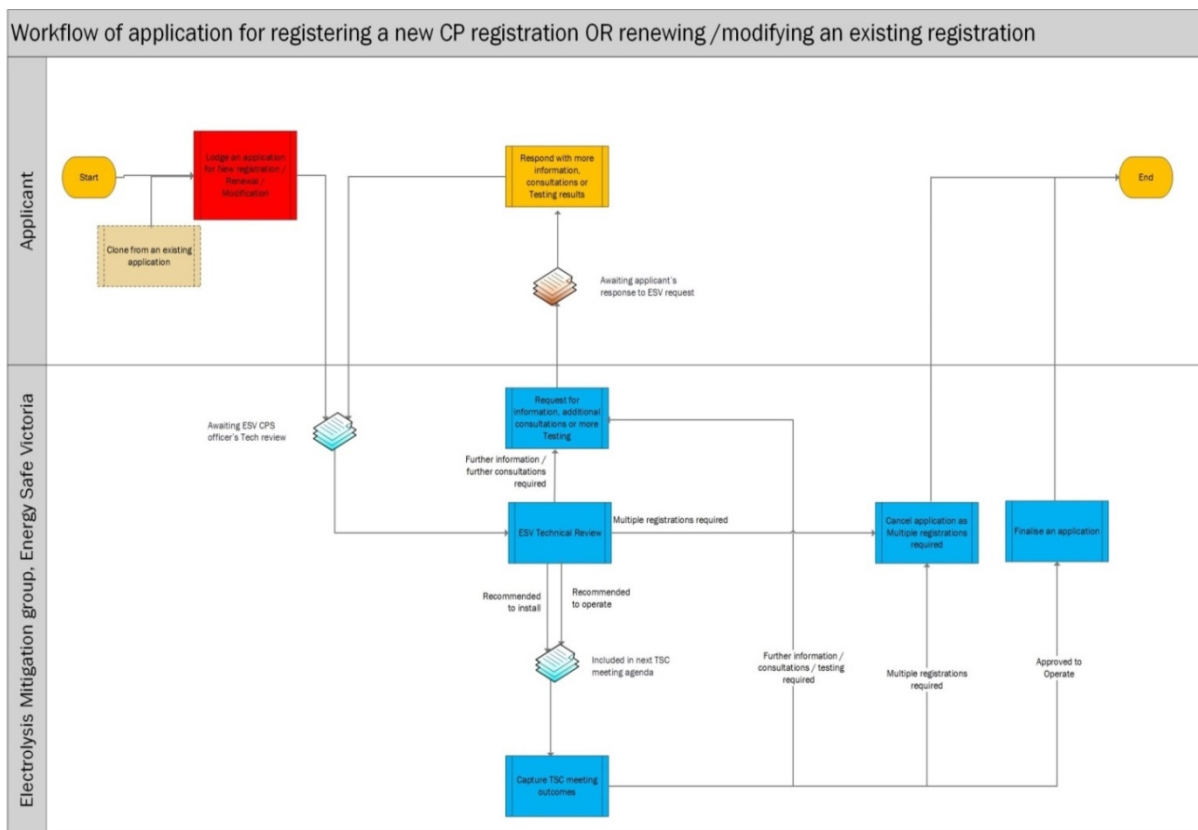 Workflow of application for registering a new CP registration OR renewing /modifying an existing registration
Applicant
Start
Lodge an application
for New registration /
Renewal /
Modification
Clone from an existing
application
Respond with more
information,
consultations or
Testing results
End
Awaiting applicant's
response to ESV request
Electrolysis Mitigation group, Energy Safe Victoria
Awaiting ESV CPS
officer's Tech review
Request for
information, additional
consultations or more
Testing
Further information /
further consultations
required
ESV Technical Review
Multiple registrations required
Cancel application as
Multiple registrations
required
Finalise an application
Recommended
to install
Recommended
to operate
Included in next TSC
meeting agenda
Further information /
consultations / testing
required
Multiple registrations
required
Approved to
Operate
Capture TSC meeting
outcomes